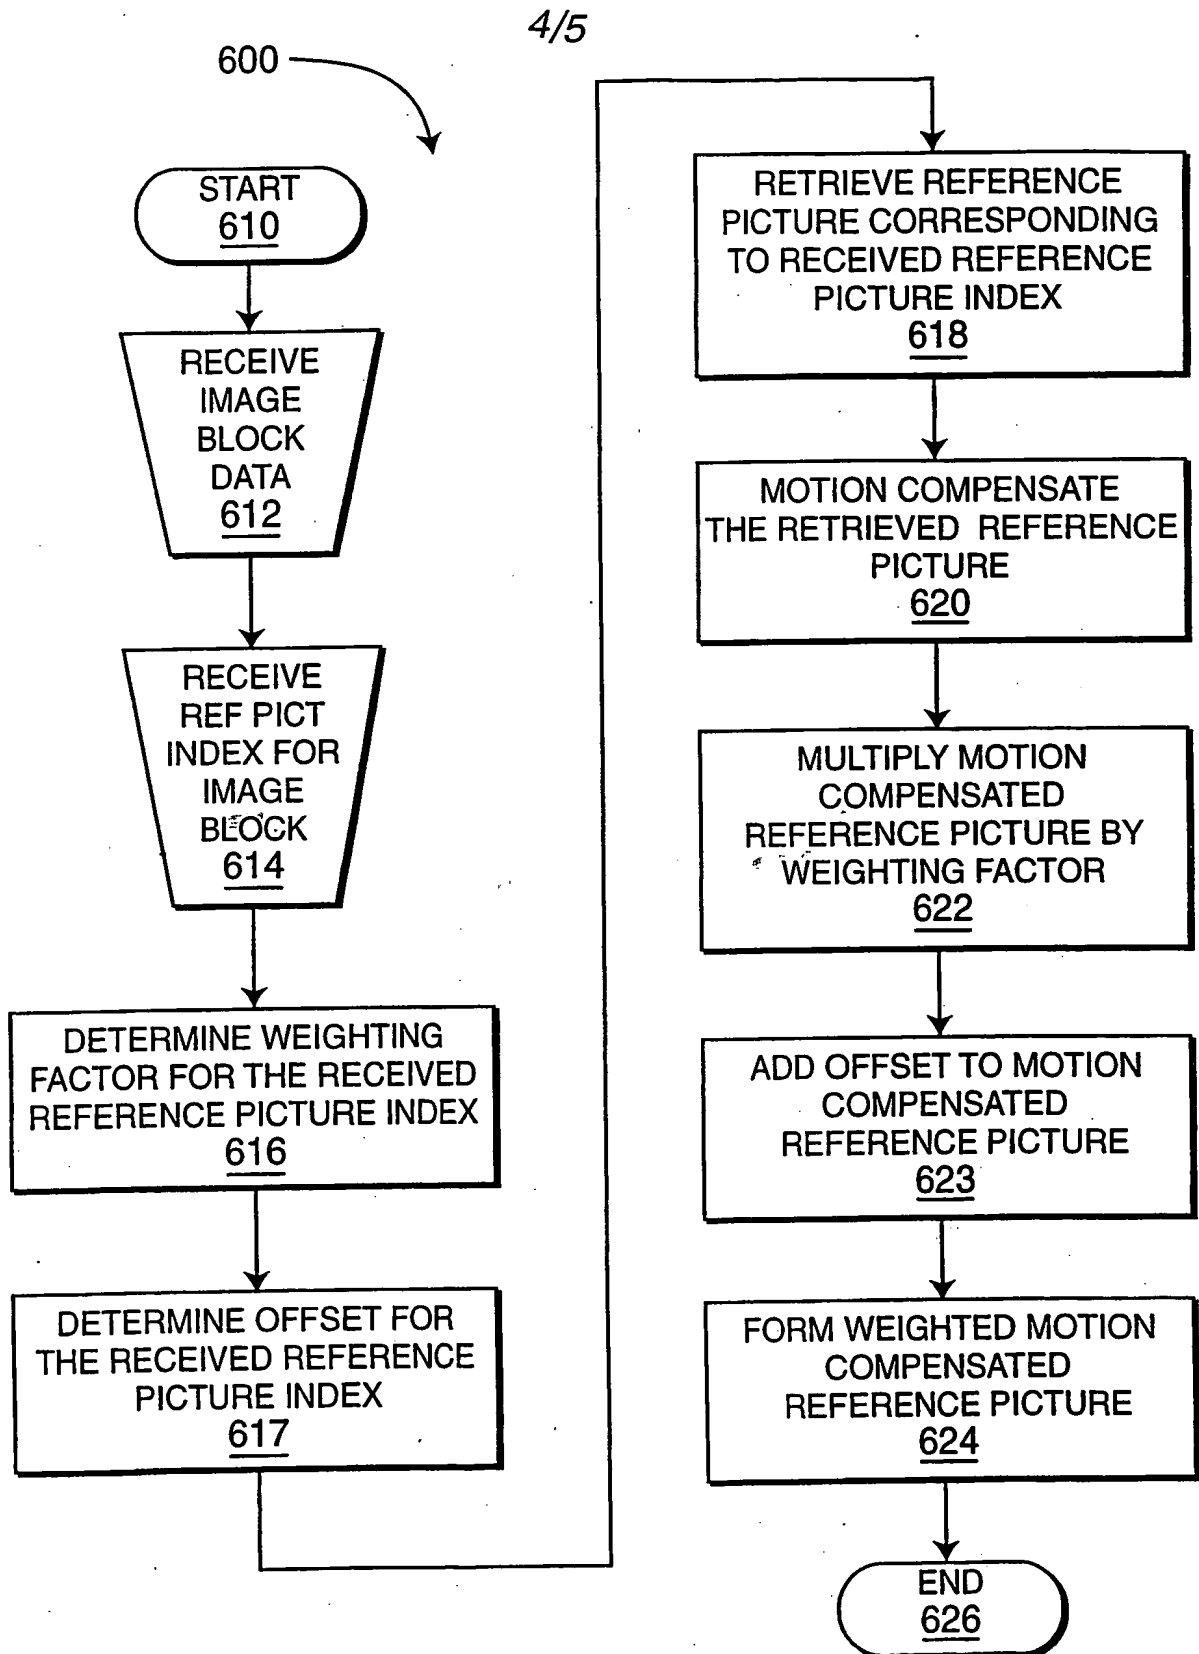 4/5
600
START
610
RECEIVE
IMAGE
BLOCK
DATA
612
RECEIVE
REF PICT
INDEX FOR
IMAGE
BLOCK
614
DETERMINE WEIGHTING
FACTOR FOR THE RECEIVED
REFERENCE PICTURE INDEX
616
DETERMINE OFFSET FOR
THE RECEIVED REFERENCE
PICTURE INDEX
617
RETRIEVE REFERENCE
PICTURE CORRESPONDING
TO RECEIVED REFERENCE
PICTURE INDEX
618
MOTION COMPENSATE
THE RETRIEVED REFERENCE
PICTURE
620
MULTIPLY MOTION
COMPENSATED
REFERENCE PICTURE BY
WEIGHTING FACTOR
622
ADD OFFSET TO MOTION
COMPENSATED
REFERENCE PICTURE
623
FORM WEIGHTED MOTION
COMPENSATED
REFERENCE PICTURE
624
END
626